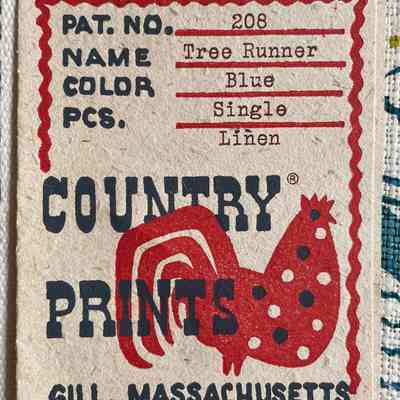 PAT. NO. 208
NAME Tree Runner
COLOR Blue
PCS. Single
Linen
COUNTRY®
PRINTS
GILL, MASSACHUSETTS